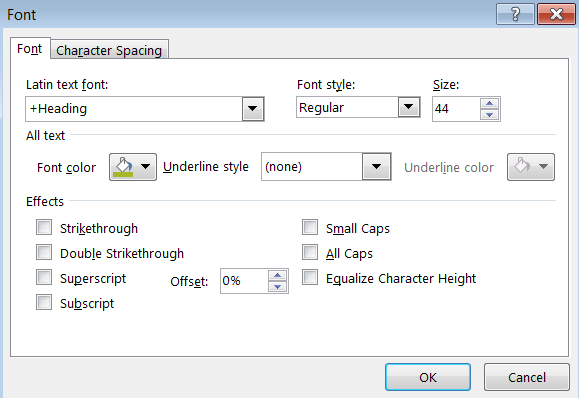 Font
?
Font Character Spacing
Latin text font: Font style: Size:
+Heading Regular 44
All text
Font color Underline style (none) Underline color
Effects
Strikethrough Small Caps
Double Strikethrough All Caps
Superscript Offset: 0% Equalize Character Height
Subscript
OK Cancel